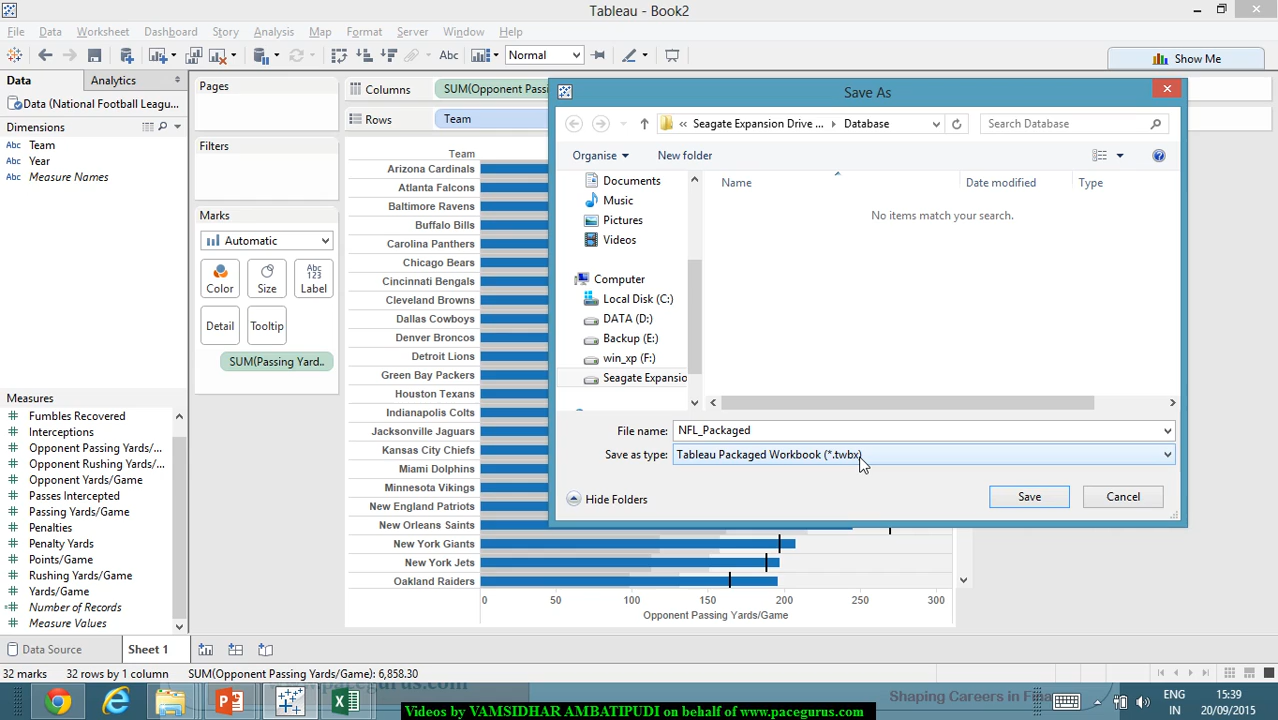 Tableau - Book2
File Data Worksheet Dashboard Story Analysis Map Format Server Window Help
Abc Normal Show Me
Data Analytics
Data (National Football Leagu...
Dimensions
Abc Team
Abc Year
Abc Measure Names
Measures
Fumbles Recovered
Interceptions
Opponent Passing Yards/...
Opponent Rushing Yards/...
Opponent Yards/Game
Passes Intercepted
Passing Yards/Game
Penalties
Penalty Yards
Points/Game
Rushing Yards/Game
Yards/Game
Number of Records
Measure Values
Pages
Filters
Marks
Automatic
Color Size Abc 123 Label
Detail Tooltip
SUM(Passing Yard..
Columns SUM(Opponent Passi
Rows Team
Team
Arizona Cardinals
Atlanta Falcons
Baltimore Ravens
Buffalo Bills
Carolina Panthers
Chicago Bears
Cincinnati Bengals
Cleveland Browns
Dallas Cowboys
Denver Broncos
Detroit Lions
Green Bay Packers
Houston Texans
Indianapolis Colts
Jacksonville Jaguars
Kansas City Chiefs
Miami Dolphins
Minnesota Vikings
New England Patriots
New Orleans Saints
New York Giants
New York Jets
Oakland Raiders
0 50 100 150 200 250 300
Opponent Passing Yards/Game
Save As
« Seagate Expansion Drive ... Database Search Database
Organise New folder
Documents
Music
Pictures
Videos
Computer
Local Disk (C:)
DATA (D:)
Backup (E:)
win_xp (F:)
Seagate Expansio
Name Date modified Type
No items match your search.
File name: NFL_Packaged
Save as type: Tableau Packaged Workbook (*.twbx)
Hide Folders Save Cancel
Data Source Sheet 1
32 marks 32 rows by 1 column SUM(Opponent Passing Yards/Game): 6,858.30
www.pacegurus.com Shaping Careers in Fina
ENG
IN
15:39
20/09/2015
Videos by VAMSIDHAR AMBATIPUDI on behalf of www.pacegurus.com